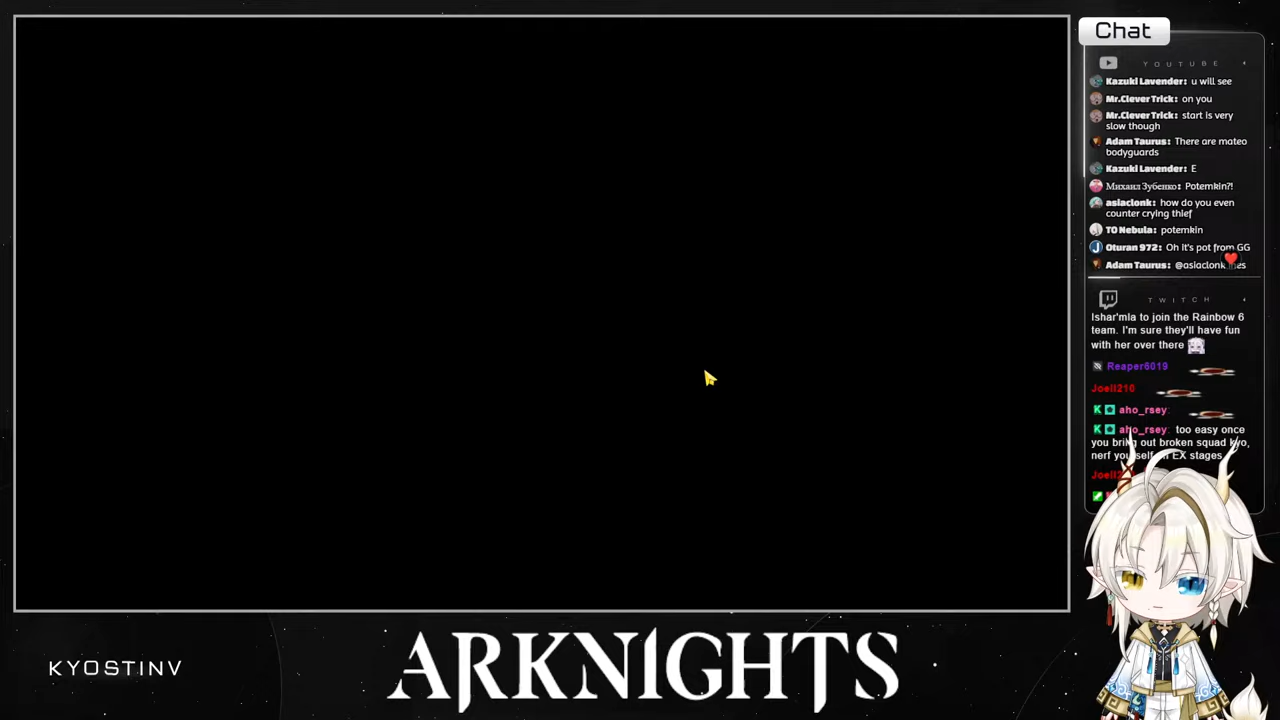 Chat
YOUTUBE
Kazuki Lavender: u will see
Mr.CleverTrick: on you
Mr.CleverTrick: start is very
slow though
Adam Taurus: There are mateo
bodyguards
Kazuki Lavender: E
Михаил Зубенко: Potemkin?!
asiaclonk: how do you even
counter crying thief
TO Nebula: potemkin
Oturan 972: Oh It's pot from GG
Adam Taurus: @asiaclonk
TWITCH
Ishar'mla to join the Rainbow 6
team. I'm sure they'll have fun
with her over there
Reaper6019
Joell210
K aho_rsey:
K aho_rsey: too easy once
you bring out broken squad kyo,
nerf yourself on EX stages
KYOSTINV
ARKNIGHTS